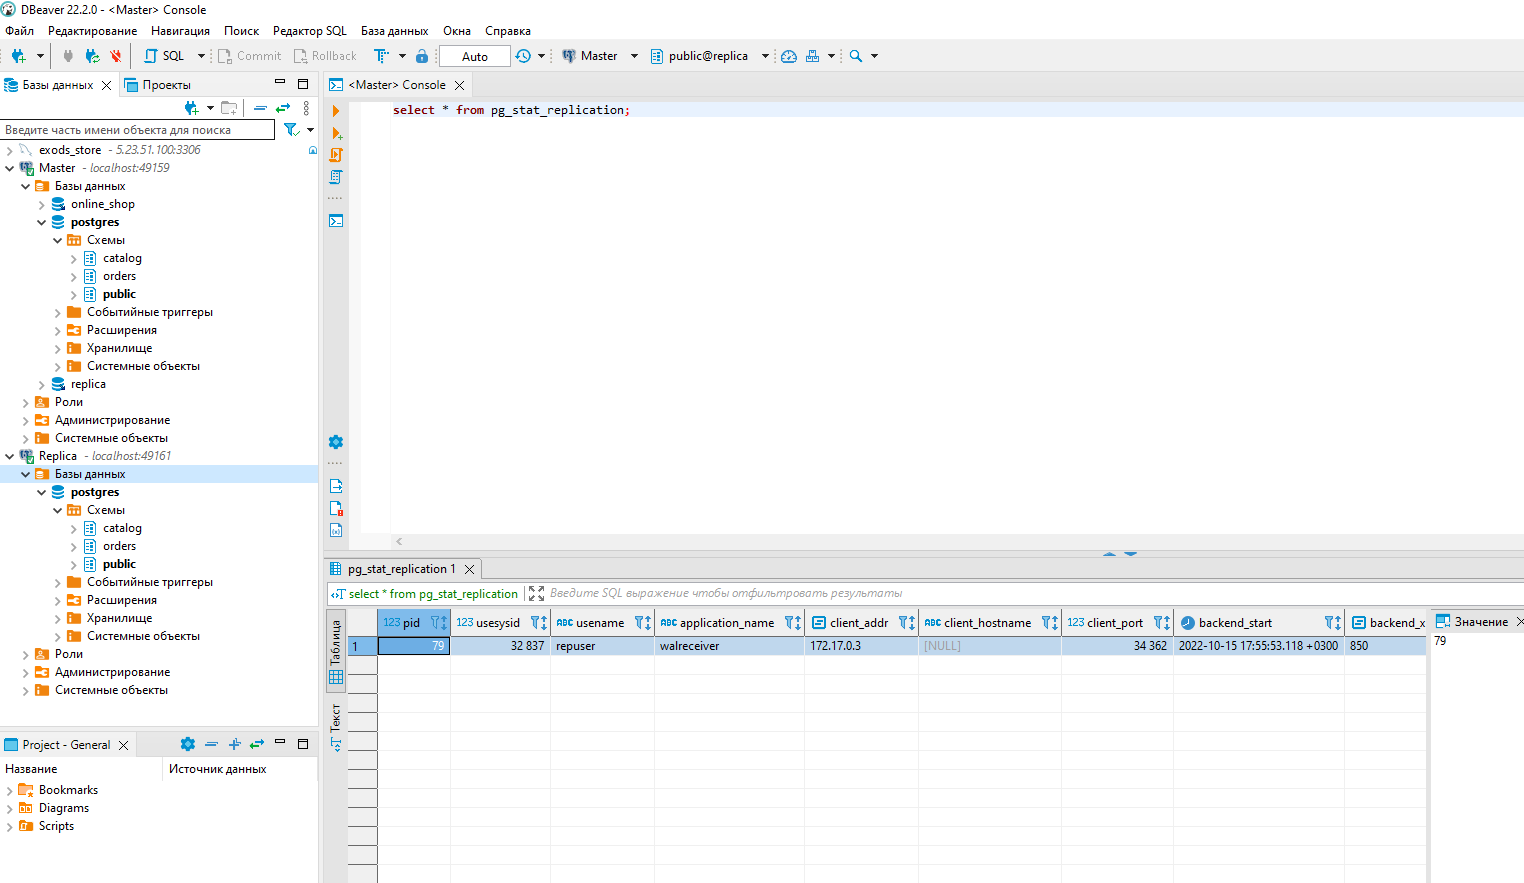 DBeaver 22.2.0 - <Master> Console
Файл Редактирование Навигация Поиск Редактор SQL База данных Окна Справка
SQL Commit Rollback Auto Master public@replica
Базы данных Проекты
Введите часть имени объекта для поиска
exods_store - 5.23.51.100:3306
Master - localhost:49159
Базы данных
online_shop
postgres
Схемы
catalog
orders
public
Событийные триггеры
Расширения
Хранилище
Системные объекты
replica
Роли
Администрирование
Системные объекты
Replica - localhost:49161
Базы данных
postgres
Схемы
catalog
orders
public
Событийные триггеры
Расширения
Хранилище
Системные объекты
Роли
Администрирование
Системные объекты
Project - General
Название Источник данных
Bookmarks
Diagrams
Scripts
<Master> Console
select * from pg_stat_replication;
pg_stat_replication 1
select * from pg_stat_replication Введите SQL выражение чтобы отфильтровать результаты
Таблица
Текст
123 pid 123 usesysid ABC usename ABC application_name client_addr ABC client_hostname 123 client_port backend_start backend_x
1 79 32 837 repuser walreceiver 172.17.0.3 [NULL] 34 362 2022-10-15 17:55:53.118 +0300 850
Значение
79